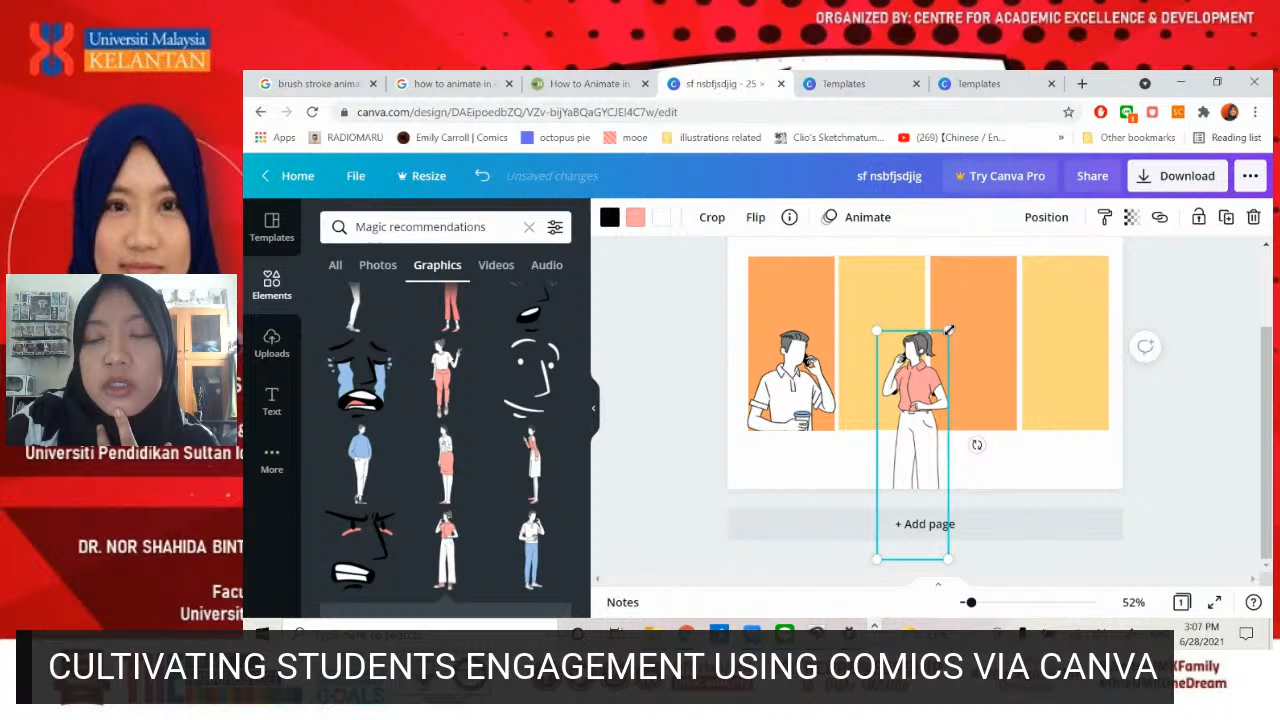 ORGANIZED BY: CENTRE FOR ACADEMIC EXCELLENCE & DEVELOPMENT
Universiti Malaysia
KELANTAN
brush stroke anima
how to animate in
How to Animate in
sf nsbfjsdjig - 25
Templates
Templates
canva.com/design/DAEipoedbZQ/VZv-bijYaBQaGYCJEl4C7w/edit
Apps
RADIOMARU
Emily Carroll | Comics
octopus pie
mooe
illustrations related
Clio's Sketchmatum...
(269)【Chinese / En...
»
Other bookmarks
Reading list
Home
File
Resize
Unsaved changes
sf nsbfjsdjig
Try Canva Pro
Share
Download
Templates
Elements
Uploads
Text
More
Magic recommendations
All
Photos
Graphics
Videos
Audio
Crop
Flip
Animate
Position
+ Add page
Notes
52%
1
3:07 PM
6/28/2021
Universiti Pendidikan Sultan
DR. NOR SHAHIDA BINT
Facu
Universit
CULTIVATING STUDENTS ENGAGEMENT USING COMICS VIA CANVA
KFamily
neDream
GOALS